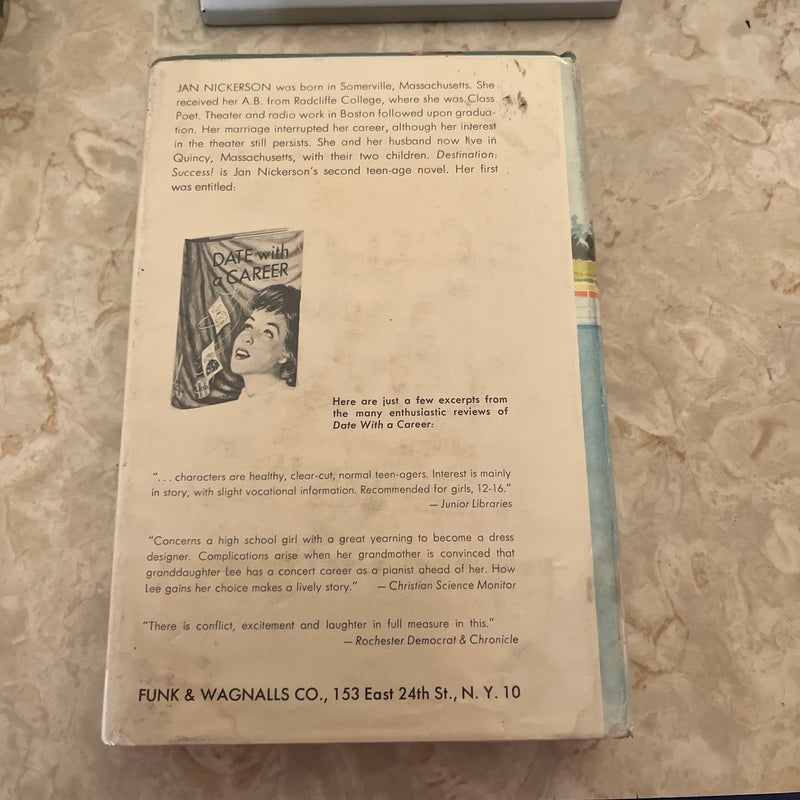 JAN NICKERSON was born in Somerville, Massachusetts. She
received her A.B. from Radcliffe College, where she was Class
Poet. Theater and radio work in Boston followed upon gradua-
tion. Her marriage interrupted her career, although her interest
in the theater still persists. She and her husband now live in
Quincy, Massachusetts, with their two children. Destination:
Success! is Jan Nickerson's second teen-age novel. Her first
was entitled:
DATE with
a CAREER
Here are just a few excerpts from
the many enthusiastic reviews of
Date With a Career:
"... characters are healthy, clear-cut, normal teen-agers. Interest is mainly
in story, with slight vocational information. Recommended for girls, 12-16."
— Junior Libraries
"Concerns a high school girl with a great yearning to become a dress
designer. Complications arise when her grandmother is convinced that
granddaughter Lee has a concert career as a pianist ahead of her. How
Lee gains her choice makes a lively story." — Christian Science Monitor
"There is conflict, excitement and laughter in full measure in this."
— Rochester Democrat & Chronicle
FUNK & WAGNALLS CO., 153 East 24th St., N. Y. 10